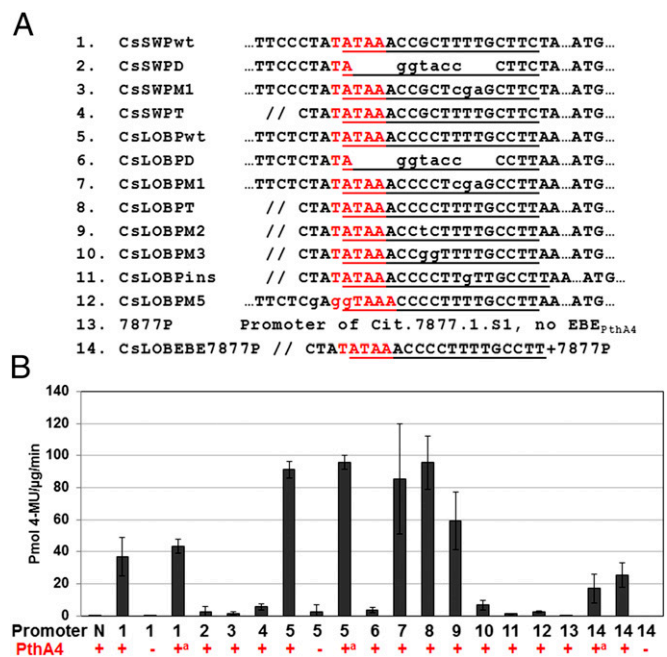 A
1. CsSWPwt …TTCCCTATATAAACCGCTTTTGCTTCTA…ATG…
2. CsSWPD …TTCCCTATA ggtacc CTTCTA…ATG…
3. CsSWPM1 …TTCCCTATATAAACCGCTcgaGCTTCTA…ATG…
4. CsSWPT // CTATATAAACCGCTTTTGCTTCTA…ATG…
5. CsLOBPwt …TTCTCTATATAAACCCCTTTTGCCTTAA…ATG…
6. CsLOBPD …TTCTCTATA ggtacc CCTTAA…ATG…
7. CsLOBPM1 …TTCTCTATATAAACCCCTcgaGCCTTAA…ATG…
8. CsLOBPT // CTATATAAACCCCTTTTGCCTTAA…ATG…
9. CsLOBPM2 // CTATATAAACCtCTTTTGCCTTAA…ATG…
10. CsLOBPM3 // CTATATAAACCggTTTTGCCTTAA…ATG…
11. CsLOBPins // CTATATAAACCCCTTgTTGCCTTAA…ATG…
12. CsLOBPM5 …TTCTCgAggTAAACCCCTTTTGCCTTAA…ATG…
13. 7877P Promoter of Cit.7877.1.S1, no EBEPthA4
14. CsLOBEBE7877P // CTATATAAACCCCTTTTGCCTT+7877P
B
Pmol 4-MU/µg/min
140
120
100
80
60
40
20
0
Promoter N 1 1 1 2 3 4 5 5 5 6 7 8 9 10 11 12 13 14 14 14
PthA4 + + - +a + + + + - +a + + + + + + + + +a + -